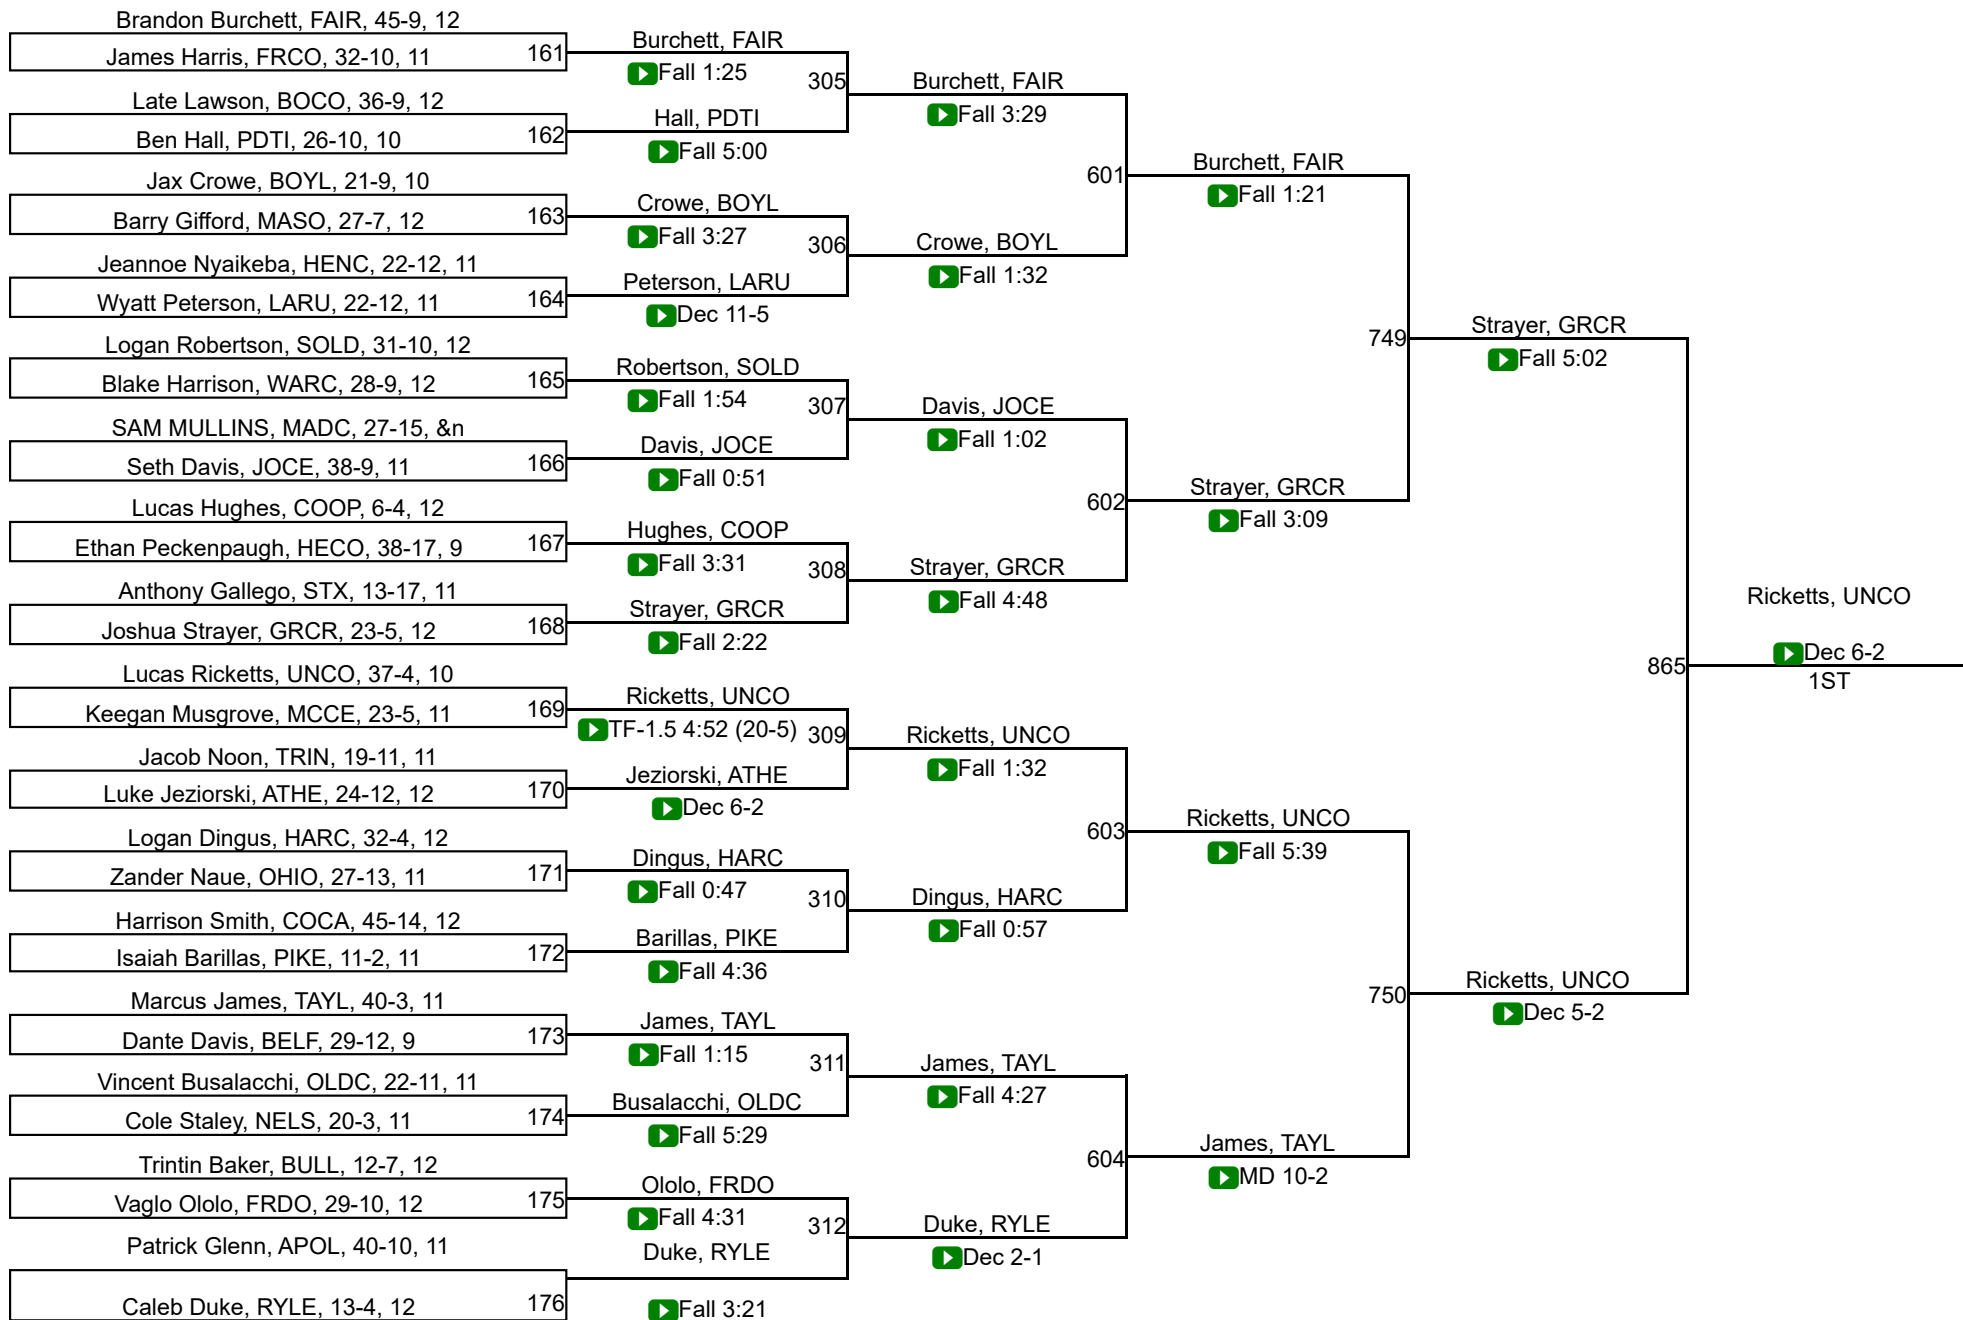 Brandon Burchett, FAIR, 45-9, 12
James Harris, FRCO, 32-10, 11
161
Late Lawson, BOCO, 36-9, 12
Ben Hall, PDTI, 26-10, 10
162
Jax Crowe, BOYL, 21-9, 10
Barry Gifford, MASO, 27-7, 12
163
Jeannoe Nyaikeba, HENC, 22-12, 11
Wyatt Peterson, LARU, 22-12, 11
164
Logan Robertson, SOLD, 31-10, 12
Blake Harrison, WARC, 28-9, 12
165
SAM MULLINS, MADC, 27-15, &n
Seth Davis, JOCE, 38-9, 11
166
Lucas Hughes, COOP, 6-4, 12
Ethan Peckenpaugh, HECO, 38-17, 9
167
Anthony Gallego, STX, 13-17, 11
Joshua Strayer, GRCR, 23-5, 12
168
Lucas Ricketts, UNCO, 37-4, 10
Keegan Musgrove, MCCE, 23-5, 11
169
Jacob Noon, TRIN, 19-11, 11
Luke Jeziorski, ATHE, 24-12, 12
170
Logan Dingus, HARC, 32-4, 12
Zander Naue, OHIO, 27-13, 11
171
Harrison Smith, COCA, 45-14, 12
Isaiah Barillas, PIKE, 11-2, 11
172
Marcus James, TAYL, 40-3, 11
Dante Davis, BELF, 29-12, 9
173
Vincent Busalacchi, OLDC, 22-11, 11
Cole Staley, NELS, 20-3, 11
174
Trintin Baker, BULL, 12-7, 12
Vaglo Ololo, FRDO, 29-10, 12
175
Patrick Glenn, APOL, 40-10, 11
Caleb Duke, RYLE, 13-4, 12
176
Burchett, FAIR
Fall 1:25
305
Hall, PDTI
Fall 5:00
Crowe, BOYL
Fall 3:27
306
Peterson, LARU
Dec 11-5
Robertson, SOLD
Fall 1:54
307
Davis, JOCE
Fall 0:51
Hughes, COOP
Fall 3:31
308
Strayer, GRCR
Fall 2:22
Ricketts, UNCO
TF-1.5 4:52 (20-5)
309
Jeziorski, ATHE
Dec 6-2
Dingus, HARC
Fall 0:47
310
Barillas, PIKE
Fall 4:36
James, TAYL
Fall 1:15
311
Busalacchi, OLDC
Fall 5:29
Ololo, FRDO
Fall 4:31
312
Duke, RYLE
Fall 3:21
Burchett, FAIR
Fall 3:29
601
Crowe, BOYL
Fall 1:32
Davis, JOCE
Fall 1:02
602
Strayer, GRCR
Fall 4:48
Ricketts, UNCO
Fall 1:32
603
Dingus, HARC
Fall 0:57
James, TAYL
Fall 4:27
604
Duke, RYLE
Dec 2-1
Burchett, FAIR
Fall 1:21
749
Strayer, GRCR
Fall 3:09
Ricketts, UNCO
Fall 5:39
750
James, TAYL
MD 10-2
Strayer, GRCR
Fall 5:02
865
Ricketts, UNCO
Dec 5-2
Ricketts, UNCO
Dec 6-2
1ST